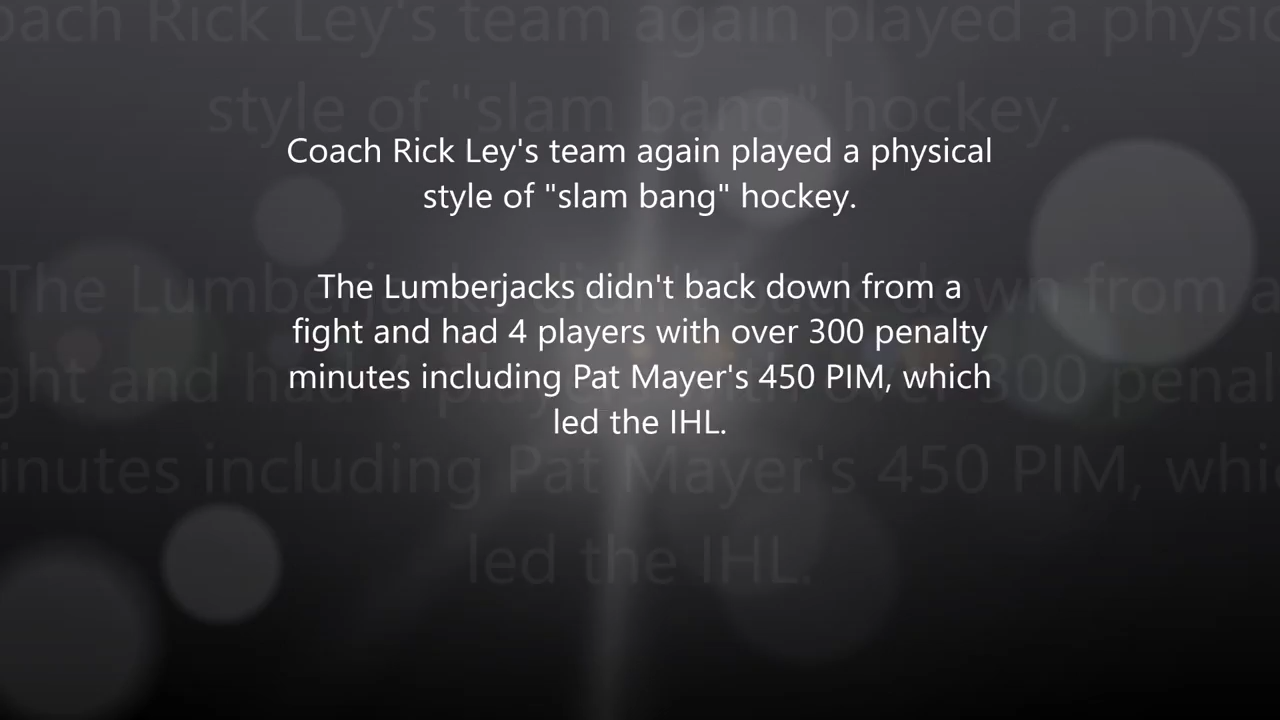 Coach Rick Ley's team again played a physical
style of "slam bang" hockey.
The Lumberjacks didn't back down from a
fight and had 4 players with over 300 penalty
minutes including Pat Mayer's 450 PIM, which
led the IHL.